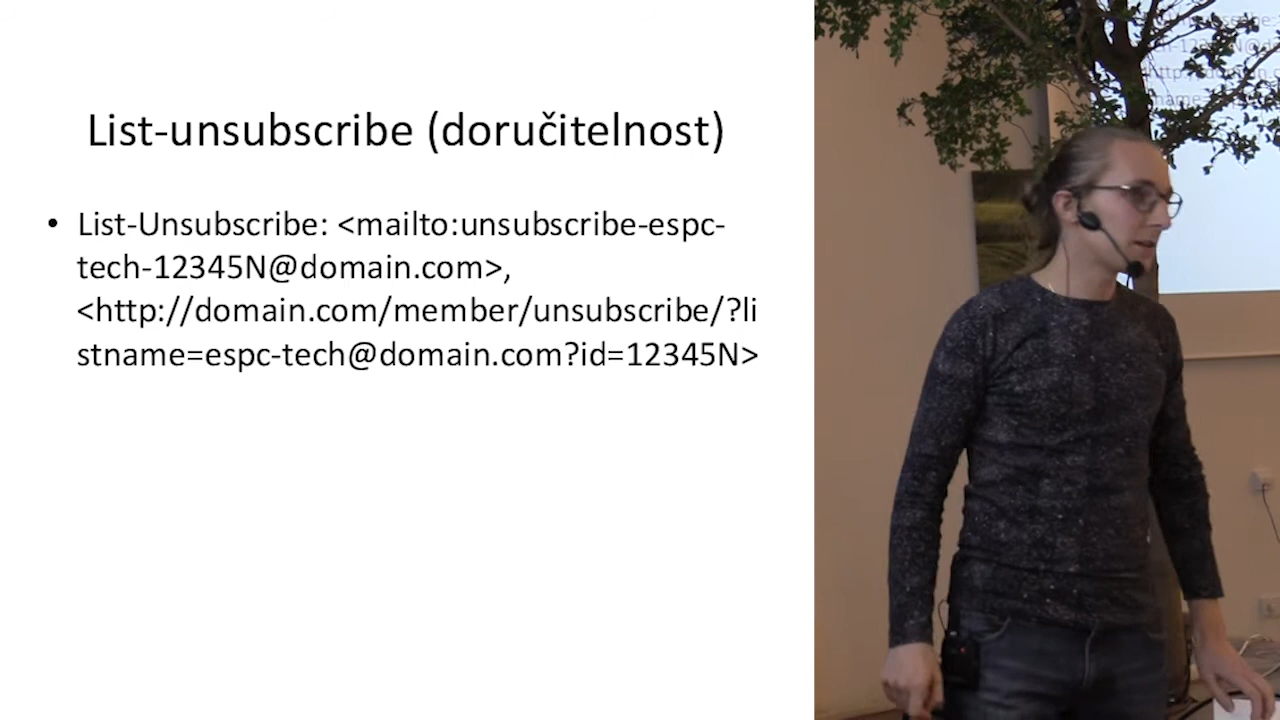 List-unsubscribe (doručitelnost)
• List-Unsubscribe: <mailto:unsubscribe-espc-
tech-12345N@domain.com>,
<http://domain.com/member/unsubscribe/?li
stname=espc-tech@domain.com?id=12345N>